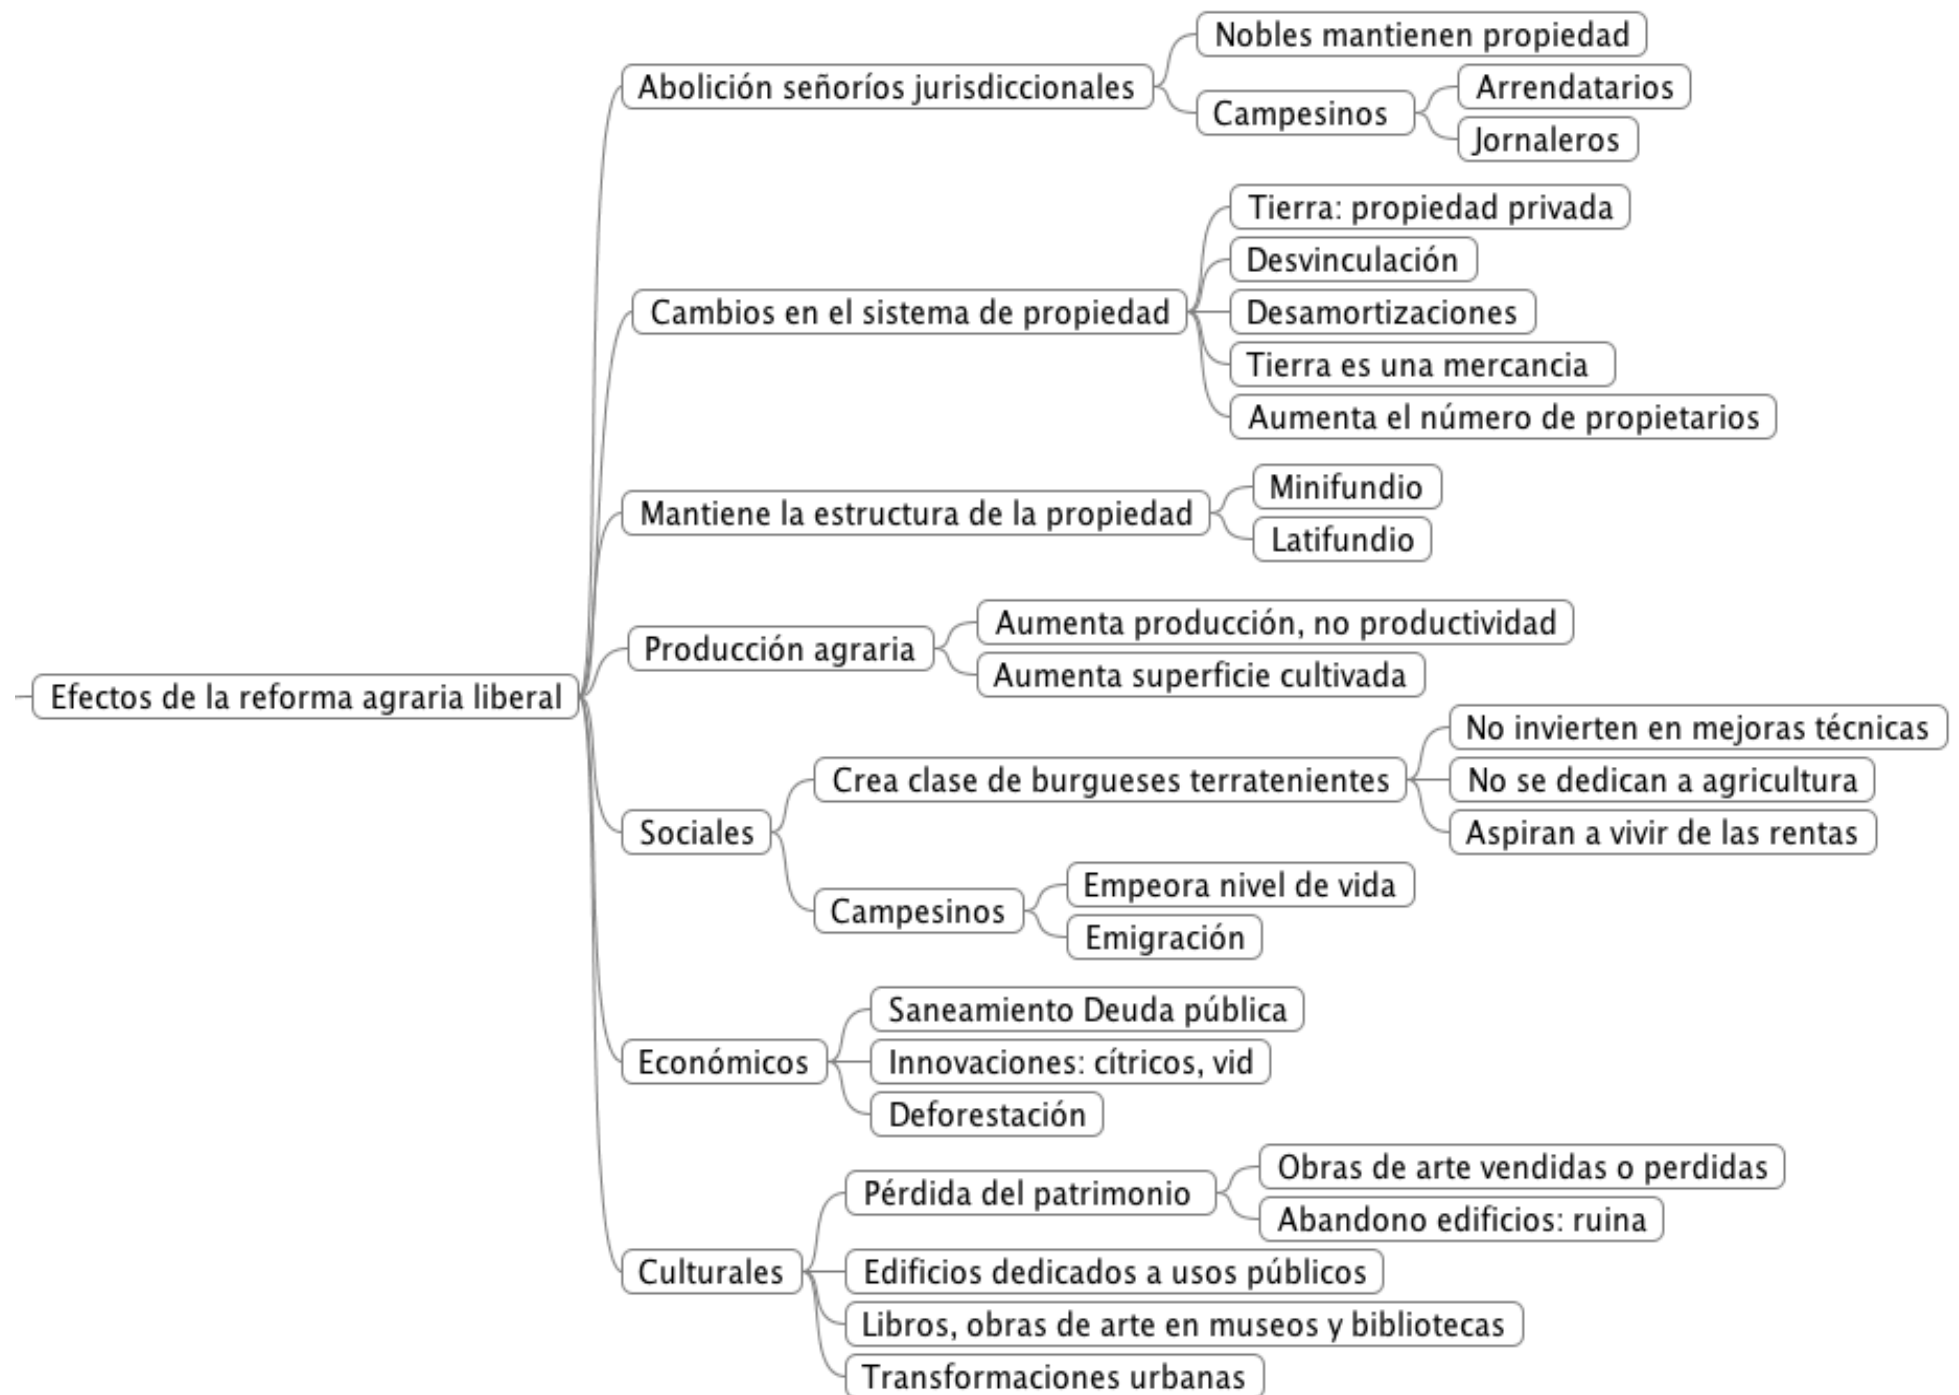 Efectos de la reforma agraria liberal
Abolición señoríos jurisdiccionales
Nobles mantienen propiedad
Campesinos
Arrendatarios
Jornaleros
Cambios en el sistema de propiedad
Tierra: propiedad privada
Desvinculación
Desamortizaciones
Tierra es una mercancia
Aumenta el número de propietarios
Mantiene la estructura de la propiedad
Minifundio
Latifundio
Producción agraria
Aumenta producción, no productividad
Aumenta superficie cultivada
Sociales
Crea clase de burgueses terratenientes
No invierten en mejoras técnicas
No se dedican a agricultura
Aspiran a vivir de las rentas
Campesinos
Empeora nivel de vida
Emigración
Económicos
Saneamiento Deuda pública
Innovaciones: cítricos, vid
Deforestación
Culturales
Pérdida del patrimonio
Obras de arte vendidas o perdidas
Abandono edificios: ruina
Edificios dedicados a usos públicos
Libros, obras de arte en museos y bibliotecas
Transformaciones urbanas